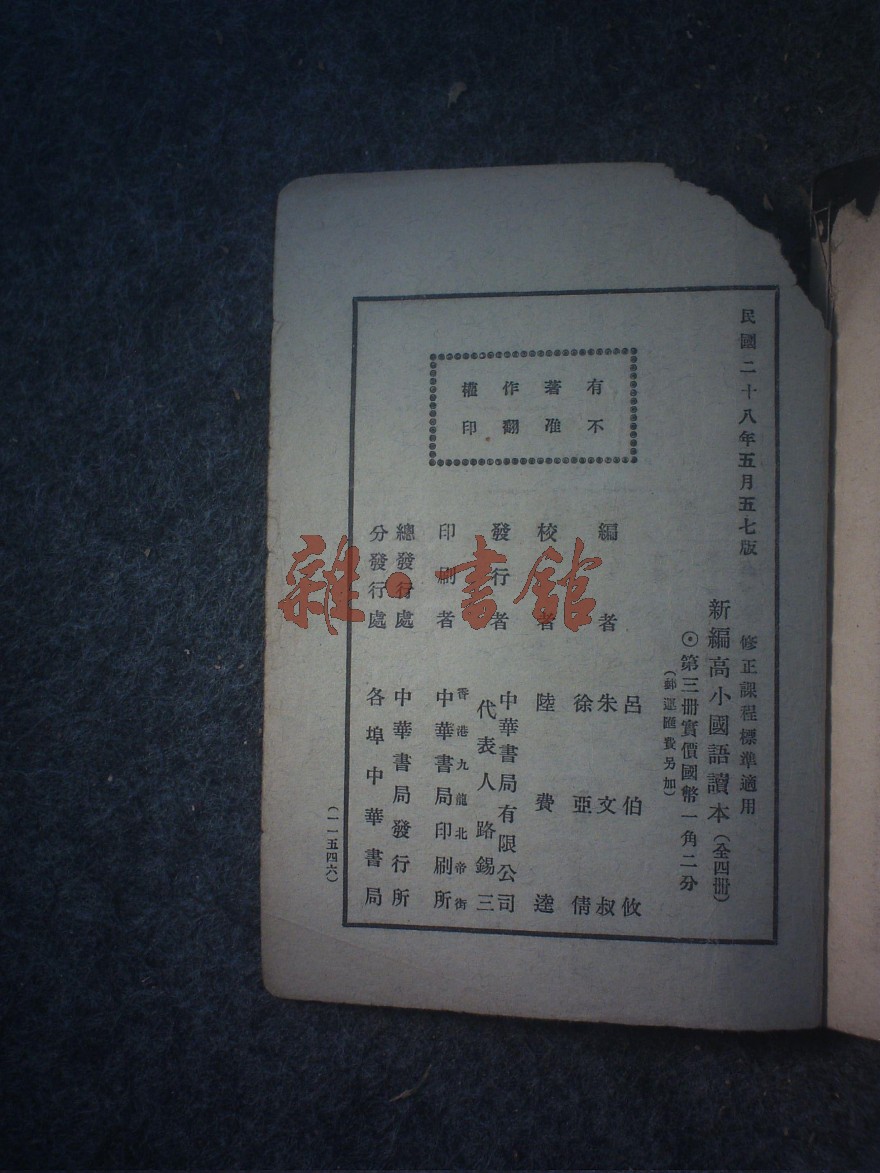 民國二十八年五月五七版
修正課程標準適用
新編高小國語讀本(全四冊)
⊙第三冊實價國幣一角二分
(郵運匯費另加)
有著作權
不准翻印
編者
呂伯攸
朱文叔
徐亞倩
校者
陸費逵
發行者
中華書局有限公司
代表人路錫三
印刷者
香港九龍北帝街
中華書局印刷所
總發行處
中華書局發行所
分發行處
各埠中華書局
(一一五四六)
雜·書館